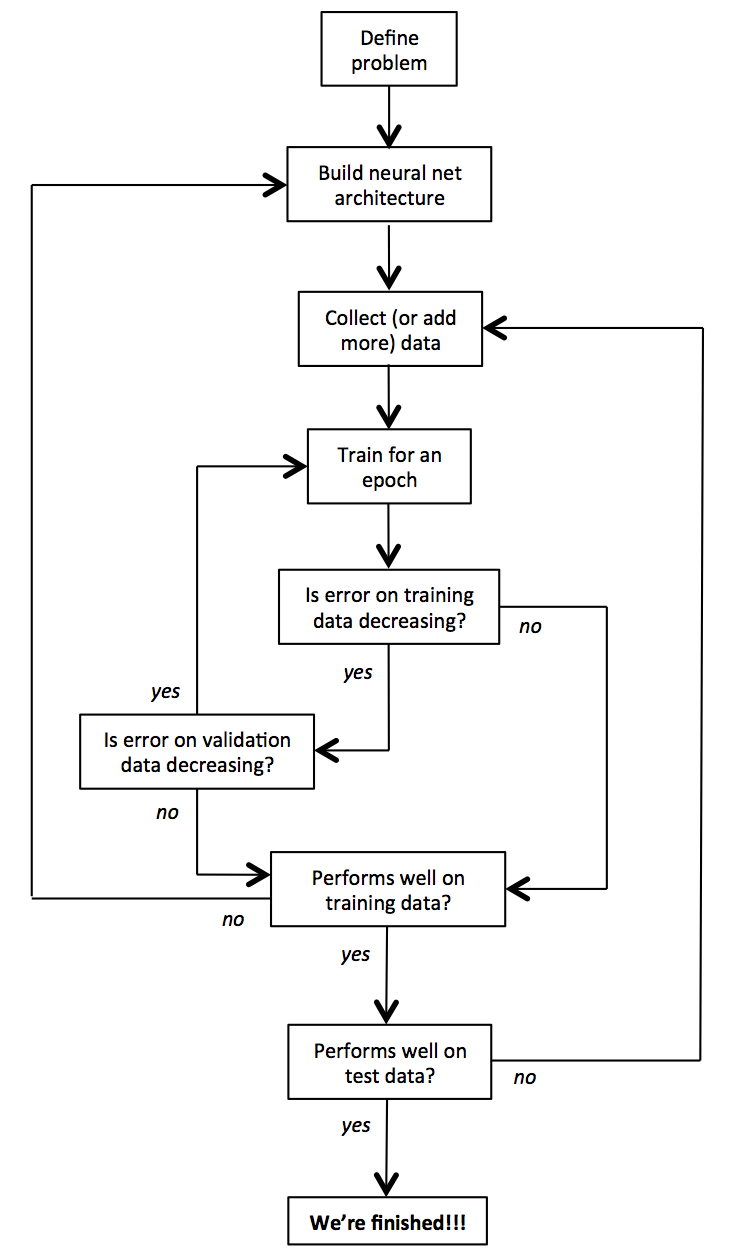 Define
problem
Build neural net
architecture
Collect (or add
more) data
Train for an
epoch
Is error on training
data decreasing?
no
yes
yes
Is error on validation
data decreasing?
no
Performs well on
training data?
no
yes
Performs well on
test data?
no
yes
We're finished!!!